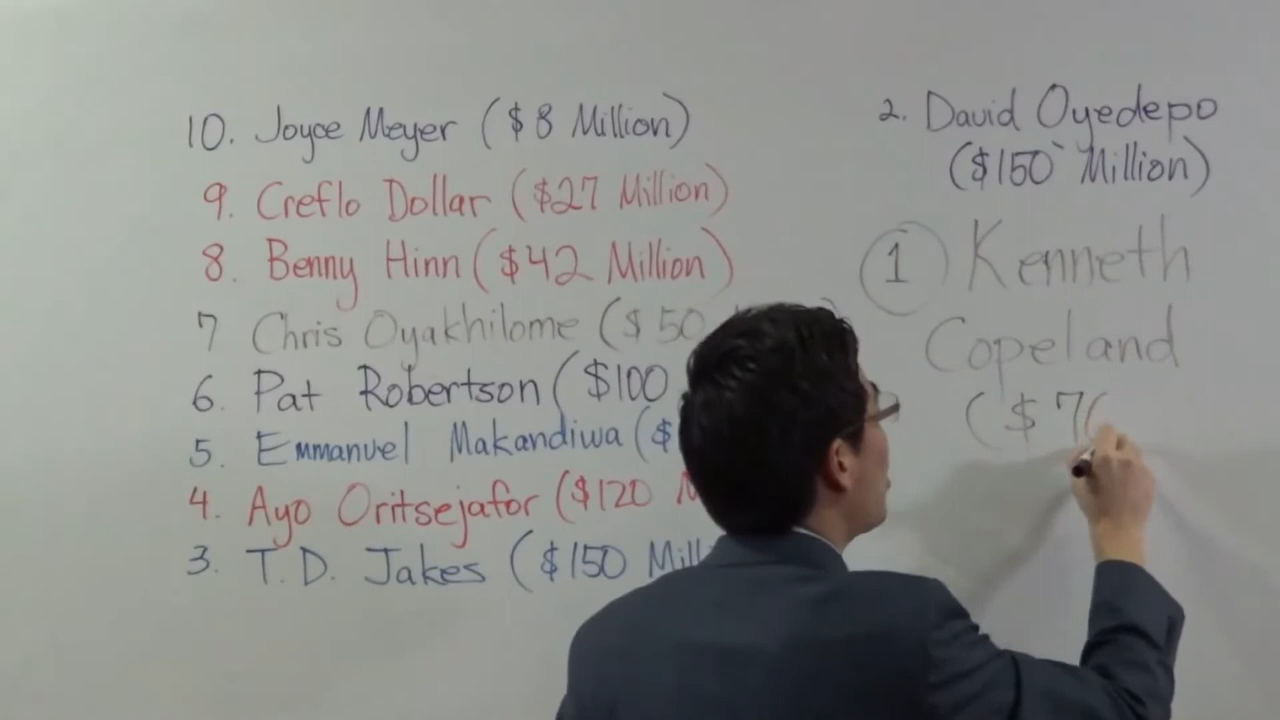 10. Joyce Meyer ($8 Million)
9. Creflo Dollar ($27 Million)
8. Benny Hinn ($42 Million)
7 Chris Oyakhilome ($50
6. Pat Robertson ($100
5. Emmanuel Makandiwa ($
4. Ayo Oritsejafor ($120 M
3. T.D. Jakes ($150 Mill
2. David Oyedepo
($150 Million)
1 Kenneth
Copeland
($7